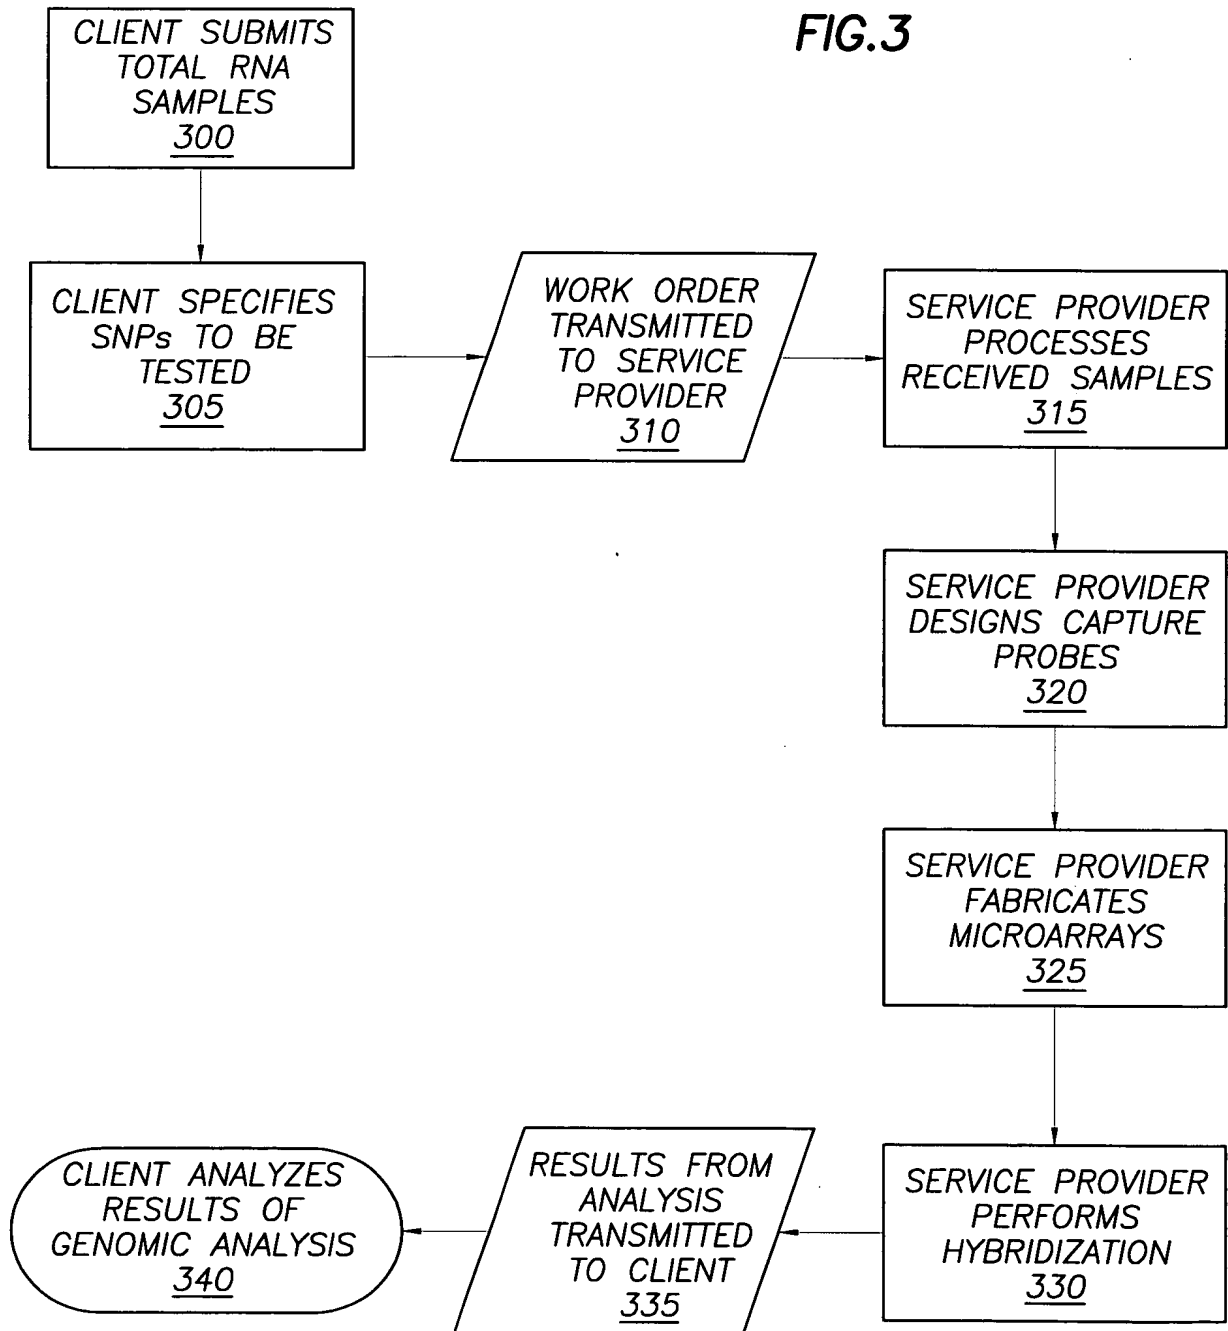 FIG.3
CLIENT SUBMITS
TOTAL RNA
SAMPLES
300
CLIENT SPECIFIES
SNPs TO BE
TESTED
305
WORK ORDER
TRANSMITTED
TO SERVICE
PROVIDER
310
SERVICE PROVIDER
PROCESSES
RECEIVED SAMPLES
315
SERVICE PROVIDER
DESIGNS CAPTURE
PROBES
320
SERVICE PROVIDER
FABRICATES
MICROARRAYS
325
SERVICE PROVIDER
PERFORMS
HYBRIDIZATION
330
RESULTS FROM
ANALYSIS
TRANSMITTED
TO CLIENT
335
CLIENT ANALYZES
RESULTS OF
GENOMIC ANALYSIS
340